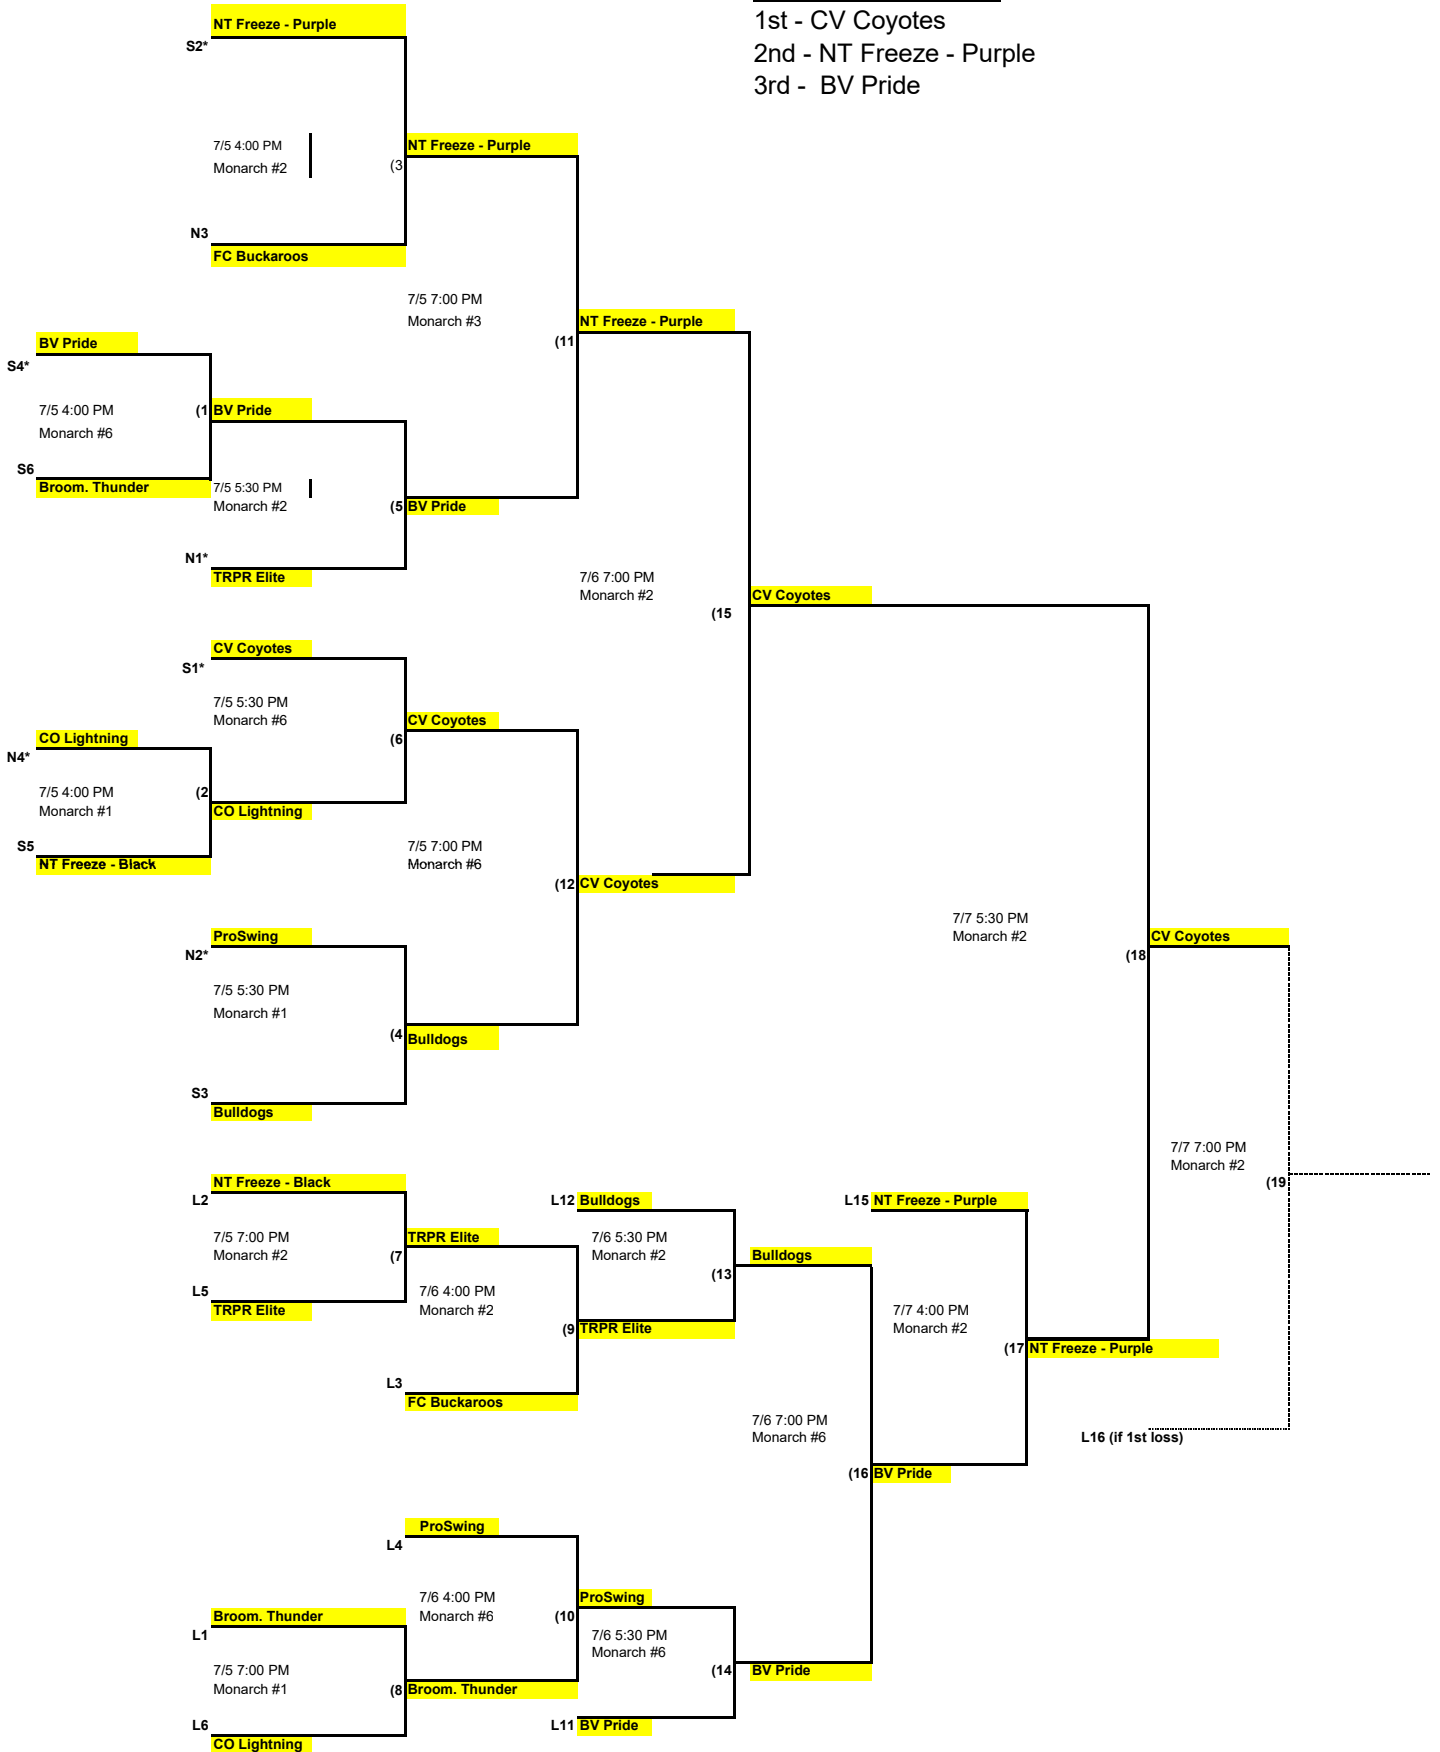 1st - CV Coyotes
2nd - NT Freeze - Purple
3rd - BV Pride
NT Freeze - Purple
S2*
7/5 4:00 PM
Monarch #2
(3
NT Freeze - Purple
N3
FC Buckaroos
7/5 7:00 PM
Monarch #3
(11
NT Freeze - Purple
BV Pride
S4*
7/5 4:00 PM
Monarch #6
(1
BV Pride
S6
Broom. Thunder
7/5 5:30 PM
Monarch #2
(5
BV Pride
N1*
TRPR Elite
7/6 7:00 PM
Monarch #2
(15
CV Coyotes
CV Coyotes
S1*
7/5 5:30 PM
Monarch #6
(6
CV Coyotes
CO Lightning
N4*
7/5 4:00 PM
Monarch #1
(2
CO Lightning
S5
NT Freeze - Black
7/5 7:00 PM
Monarch #6
(12
CV Coyotes
ProSwing
N2*
7/5 5:30 PM
Monarch #1
(4
Bulldogs
S3
Bulldogs
7/7 5:30 PM
Monarch #2
(18
CV Coyotes
7/7 7:00 PM
Monarch #2
(19
NT Freeze - Black
L2
7/5 7:00 PM
Monarch #2
(7
TRPR Elite
L5
TRPR Elite
7/6 4:00 PM
Monarch #2
(9
TRPR Elite
L3
FC Buckaroos
L12
Bulldogs
7/6 5:30 PM
Monarch #2
(13
Bulldogs
L15
NT Freeze - Purple
7/7 4:00 PM
Monarch #2
(17
NT Freeze - Purple
7/6 7:00 PM
Monarch #6
L16 (if 1st loss)
(16
BV Pride
ProSwing
L4
7/6 4:00 PM
Monarch #6
(10
ProSwing
Broom. Thunder
L1
7/5 7:00 PM
Monarch #1
(8
Broom. Thunder
L6
CO Lightning
7/6 5:30 PM
Monarch #6
(14
BV Pride
L11
BV Pride